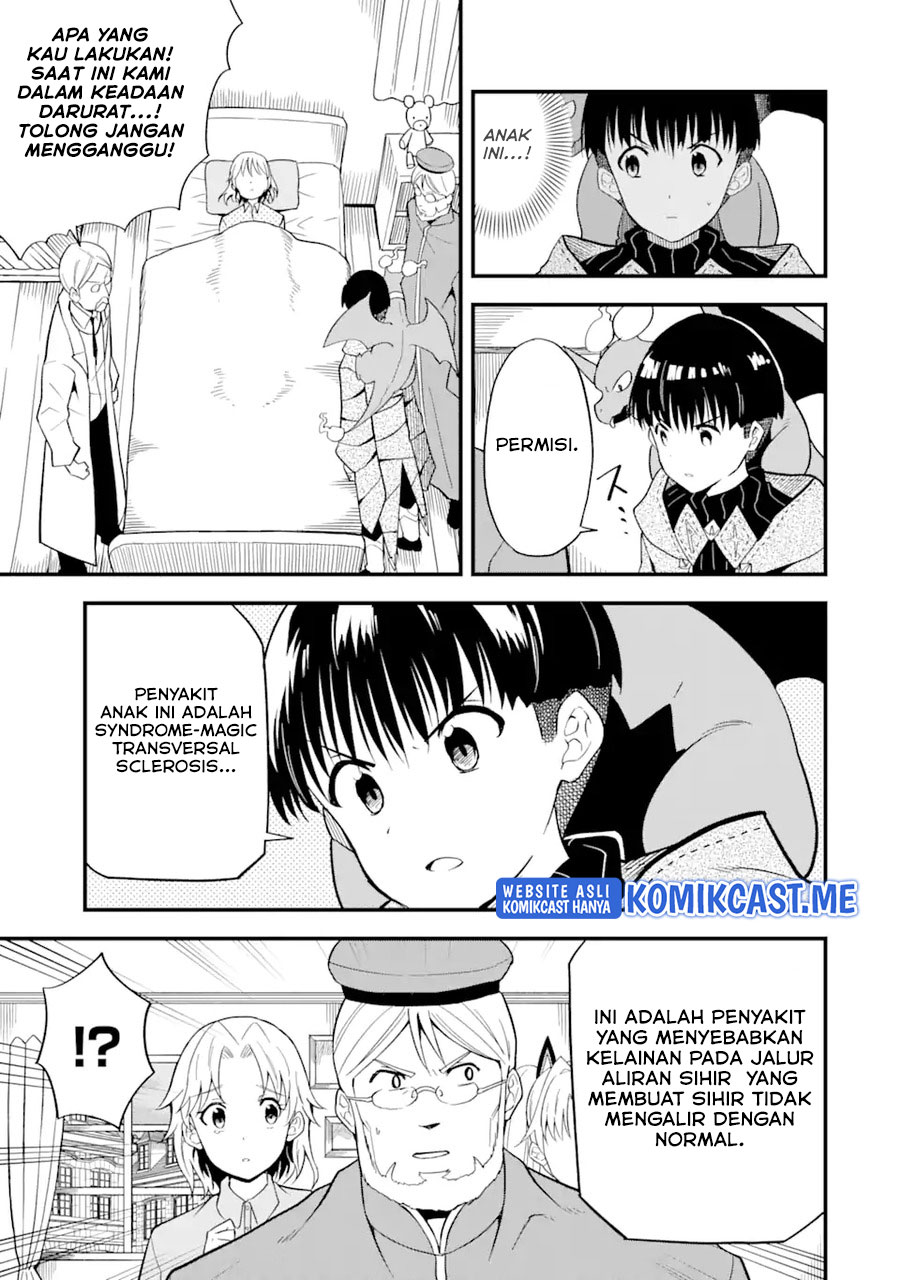 ANAK
INI...!
PERMISI.
APA YANG
KAU LAKUKAN!
SAAT INI KAMI
DALAM KEADAAN
DARURAT...!
TOLONG JANGAN
MENGGANGGU!
PENYAKIT
ANAK INI ADALAH
SYNDROME-MAGIC
TRANSVERSAL
SCLEROSIS...
WEBSITE ASLI
KOMIKCAST HANYA
KOMIKCAST.ME
INI ADALAH PENYAKIT
YANG MENYEBABKAN
KELAINAN PADA JALUR
ALIRAN SIHIR YANG
MEMBUAT SIHIR TIDAK
MENGALIR DENGAN
NORMAL.
!?